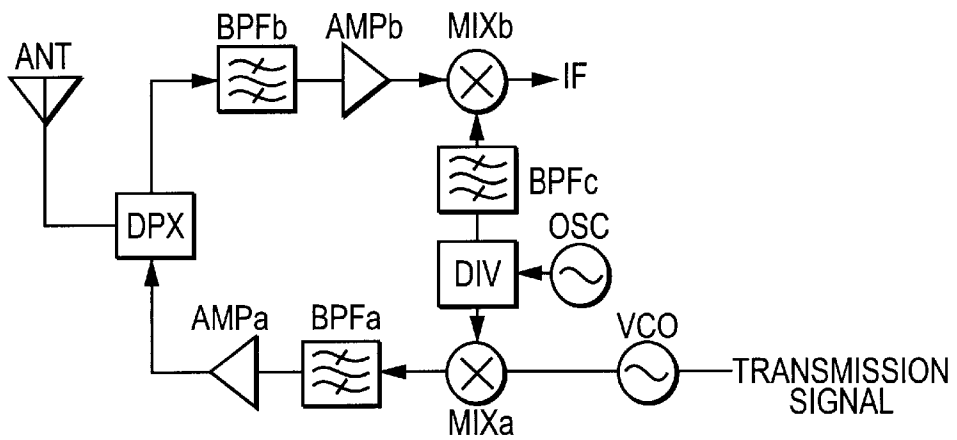 BPFb
AMPb
MIXb
ANT
IF
BPFc
DPX
OSC
DIV
AMPa
BPFa
VCO
TRANSMISSION
SIGNAL
MIXa